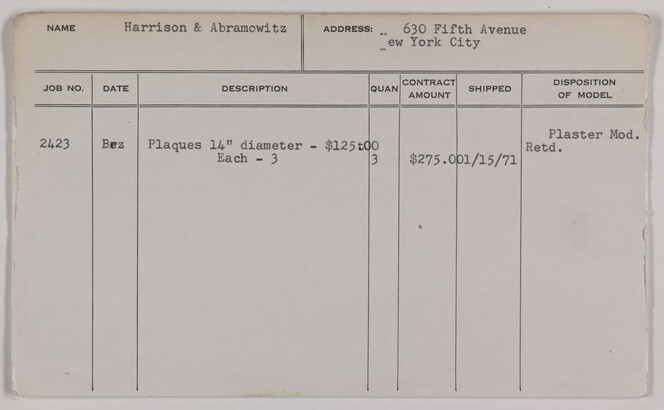 NAME Harrison & Abramowitz ADDRESS: 630 Fifth Avenue
ew York City
JOB NO. DATE DESCRIPTION QUAN CONTRACT AMOUNT SHIPPED DISPOSITION OF MODEL
Plaster Mod.
2423 Brz Plaques 14" diameter - $125t00 Retd.
Each - 3 3 $275.001/15/71